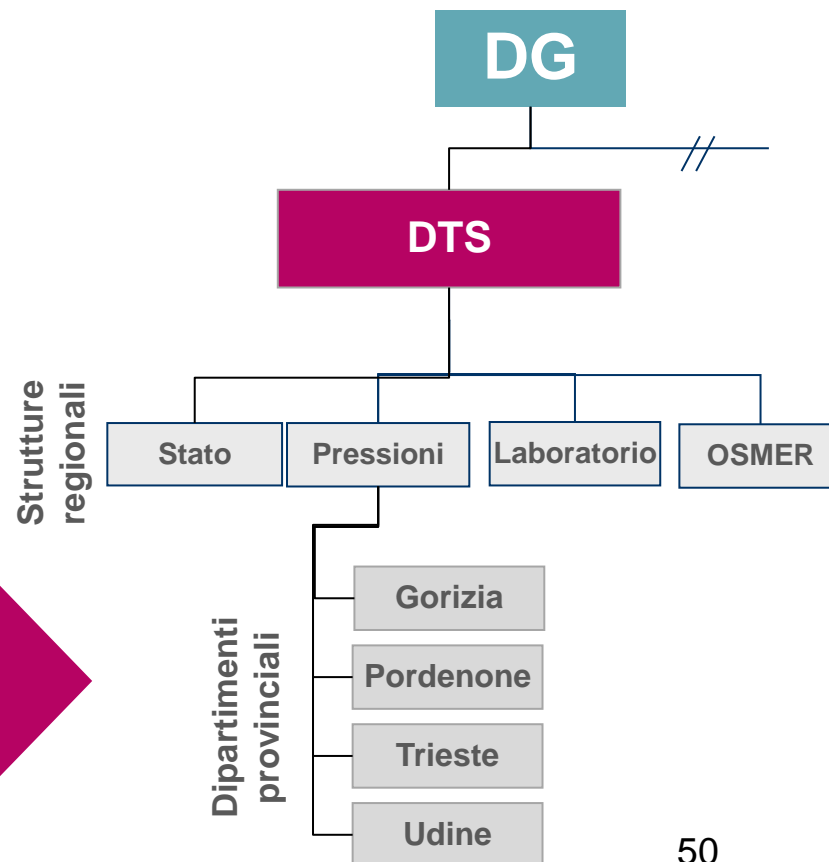 DG
DTS
Strutture
regionali
Stato
Pressioni
Laboratorio
OSMER
Dipartimenti
provinciali
Gorizia
Pordenone
Trieste
Udine
50